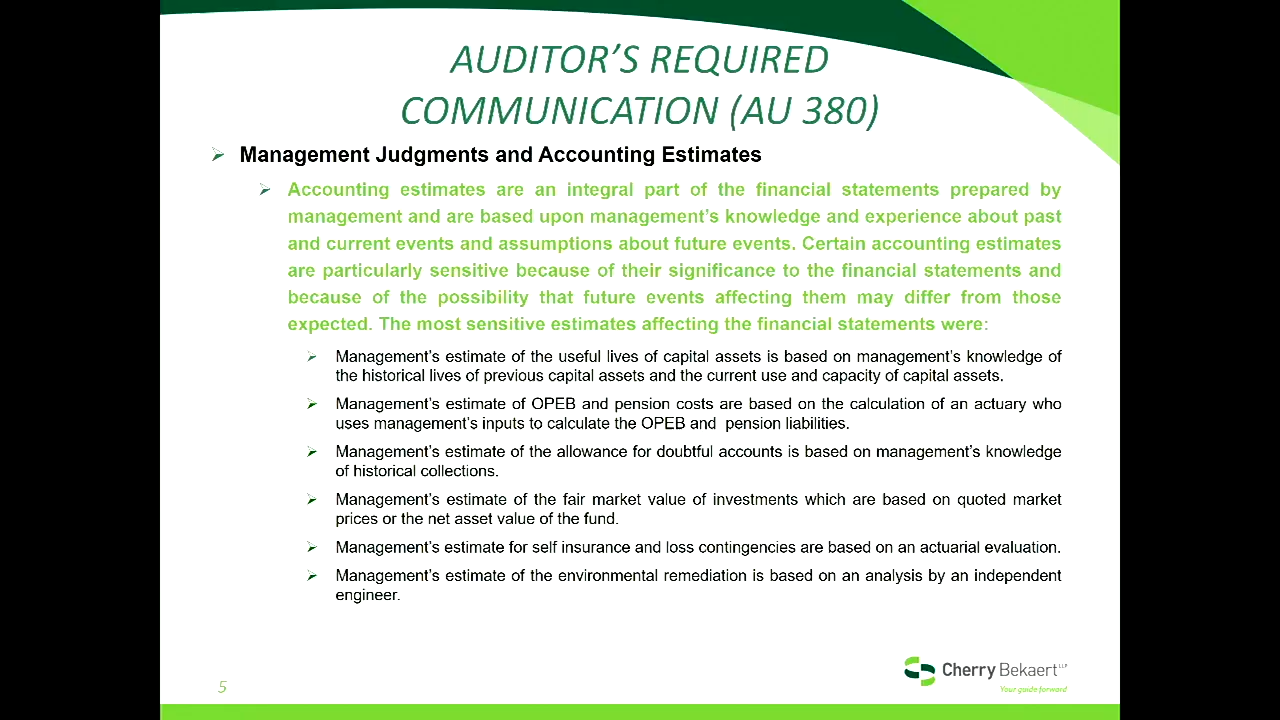 AUDITOR’S REQUIRED
COMMUNICATION (AU 380)
Management Judgments and Accounting Estimates
Accounting estimates are an integral part of the financial statements prepared by
management and are based upon management’s knowledge and experience about past
and current events and assumptions about future events. Certain accounting estimates
are particularly sensitive because of their significance to the financial statements and
because of the possibility that future events affecting them may differ from those
expected. The most sensitive estimates affecting the financial statements were:
Management’s estimate of the useful lives of capital assets is based on management’s knowledge of
the historical lives of previous capital assets and the current use and capacity of capital assets.
Management’s estimate of OPEB and pension costs are based on the calculation of an actuary who
uses management’s inputs to calculate the OPEB and pension liabilities.
Management’s estimate of the allowance for doubtful accounts is based on management’s knowledge
of historical collections.
Management’s estimate of the fair market value of investments which are based on quoted market
prices or the net asset value of the fund.
Management’s estimate for self insurance and loss contingencies are based on an actuarial evaluation.
Management’s estimate of the environmental remediation is based on an analysis by an independent
engineer.
Cherry Bekaert LLP
Your guide forward
5